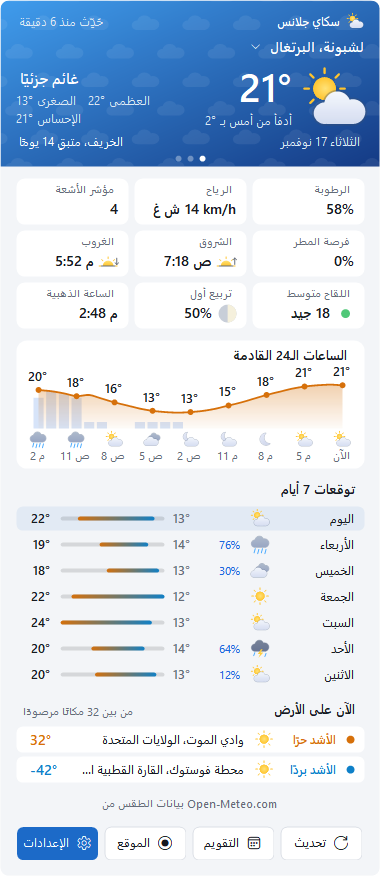 سكاي جلانس
حُدِّث منذ 6 دقيقة
لشبونة، البرتغال
21°
أدفأ من أمس بـ 2°
غائم جزئيًا
العظمى 22° الصغرى 13°
الإحساس 21°
الثلاثاء 17 نوفمبر
الخريف، متبق 14 يومًا
الرطوبة
58%
الرياح
14 km/h ش غ
مؤشر الأشعة
4
فرصة المطر
0%
الشروق
7:18 ص
الغروب
5:52 م
اللقاح متوسط
18 جيد
تربيع أول
50%
الساعة الذهبية
2:48 م
الساعات الـ24 القادمة
21° 21° 18° 15° 13° 13° 16° 18° 20°
الآن 5 م 8 م 11 م 2 ص 5 ص 8 ص 11 ص 2 م
توقعات 7 أيام
اليوم 13° 22°
الأربعاء 76% 14° 19°
الخميس 30% 13° 18°
الجمعة 12° 22°
السبت 13° 24°
الأحد 64% 14° 20°
الاثنين 12% 13° 20°
الآن على الأرض
من بين 32 مكانًا مرصودًا
الأشد حرًا وادي الموت، الولايات المتحدة 32°
الأشد بردًا محطة فوستوك، القارة القطبية ا... -42°
بيانات الطقس من Open-Meteo.com
تحديث
التقويم
الموقع
الإعدادات